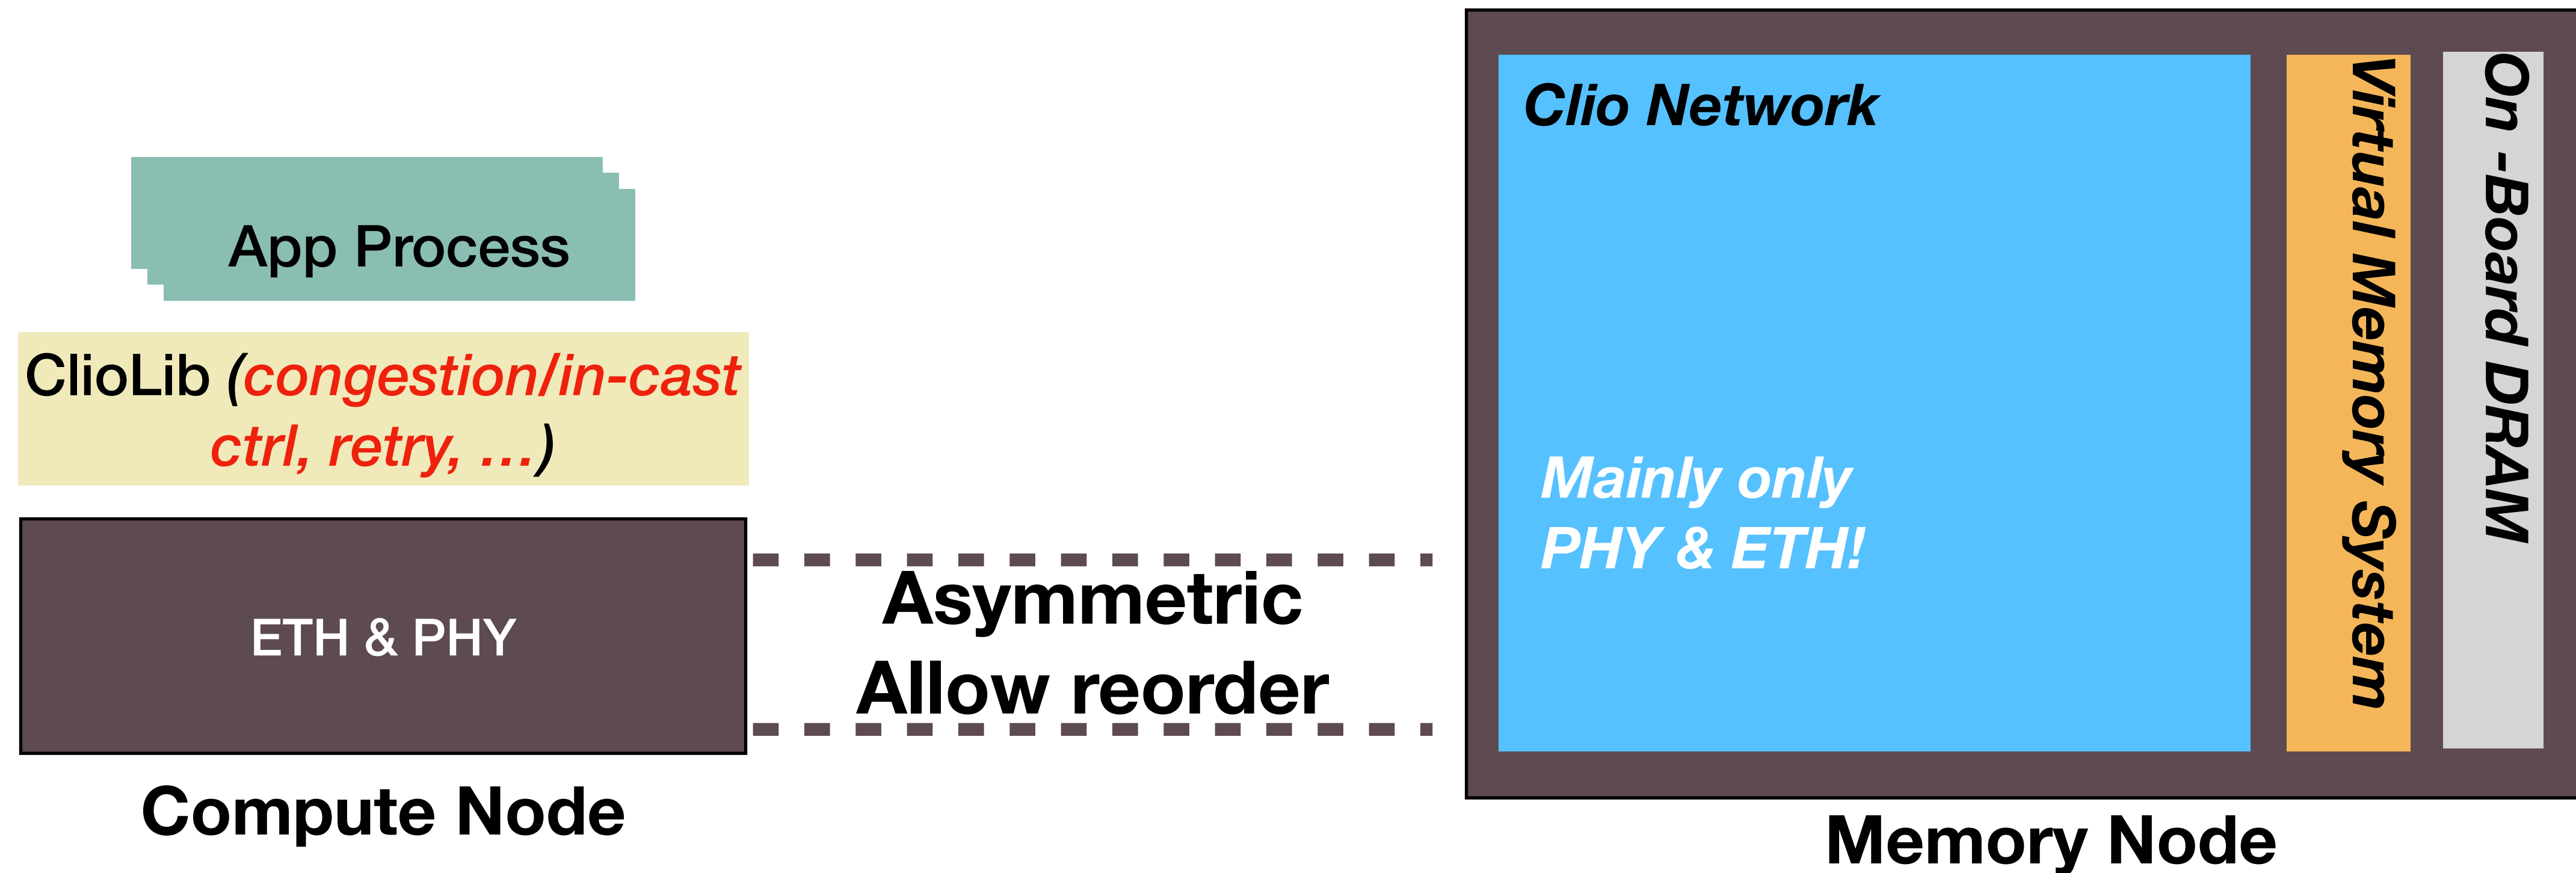 App Process
ClioLib (congestion/in-cast
ctrl, retry, …)
ETH & PHY
Compute Node
Asymmetric
Allow reorder
Clio Network
Mainly only
PHY & ETH!
Virtual Memory System
On -Board DRAM
Memory Node